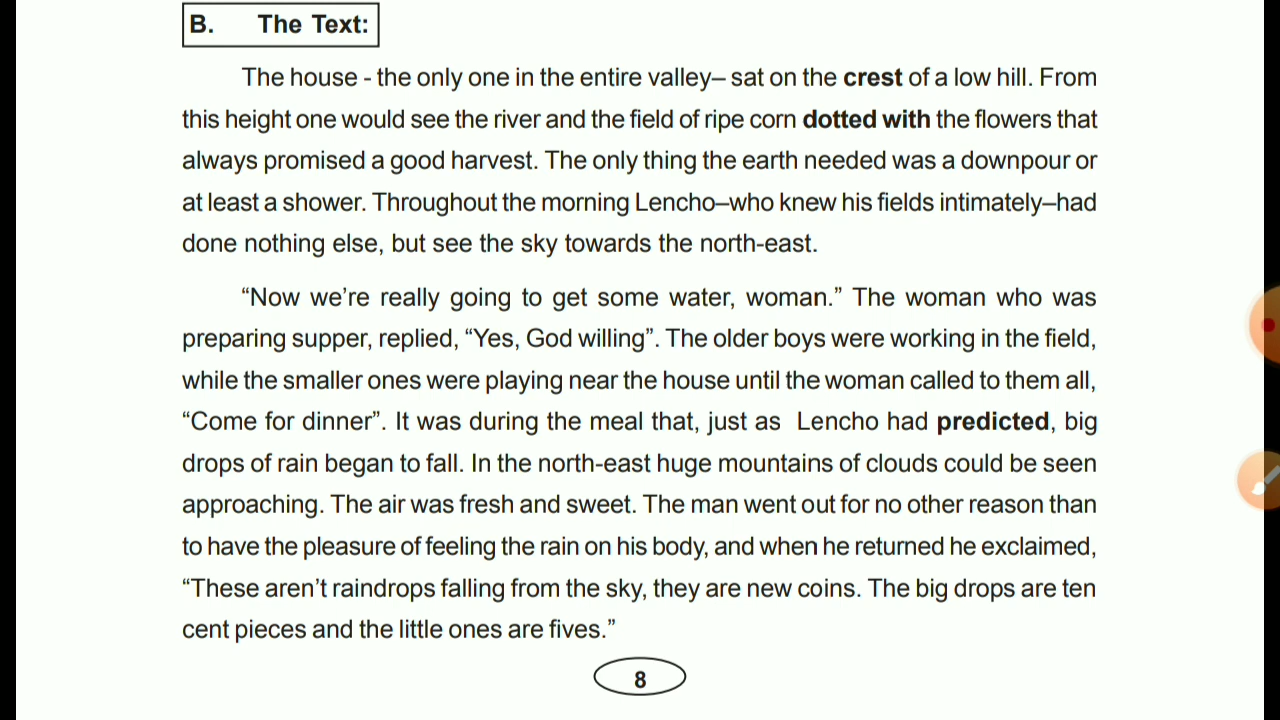 B. The Text:
The house - the only one in the entire valley– sat on the crest of a low hill. From
this height one would see the river and the field of ripe corn dotted with the flowers that
always promised a good harvest. The only thing the earth needed was a downpour or
at least a shower. Throughout the morning Lencho–who knew his fields intimately–had
done nothing else, but see the sky towards the north-east.
“Now we’re really going to get some water, woman.” The woman who was
preparing supper, replied, “Yes, God willing”. The older boys were working in the field,
while the smaller ones were playing near the house until the woman called to them all,
“Come for dinner”. It was during the meal that, just as Lencho had predicted, big
drops of rain began to fall. In the north-east huge mountains of clouds could be seen
approaching. The air was fresh and sweet. The man went out for no other reason than
to have the pleasure of feeling the rain on his body, and when he returned he exclaimed,
“These aren’t raindrops falling from the sky, they are new coins. The big drops are ten
cent pieces and the little ones are fives.”
8